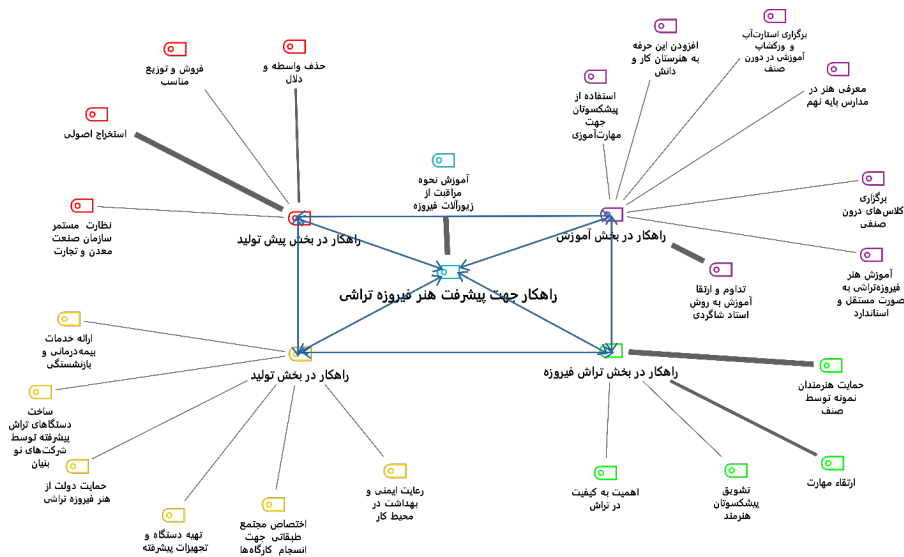 برگزاری استارت‌آپ
و ورکشاپ
آموزشی در دورن
صنف
افزودن این حرفه
به هنرستان کار و
دانش
معرفی هنر در
مدارس پایه نهم
استفاده از
پیشکسوتان
جهت
مهارت‌آموزی
حذف واسطه و
دلال
فروش و توزیع
مناسب
استخراج اصولی
آموزش نحوه
مراقبت از
زیورآلات فیروزه
برگزاری
کلاس‌های درون
صنفی
نظارت مستمر
سازمان صنعت
معدن و تجارت
راهکار در بخش آموزش
راهکار در بخش پیش تولید
آموزش هنر
فیروزه‌تراشی به
صورت مستقل و
استاندارد
تداوم و ارتقا
آموزش به روش
استاد شاگردی
راهکار جهت پیشرفت هنر فیروزه تراشی
ارائه خدمات
بیمه‌درمانی و
بازنشستگی
راهکار در بخش تراش فیروزه
راهکار در بخش تولید
حمایت هنرمندان
نمونه توسط
صنف
ساخت
دستگاهای تراش
پیشرفته توسط
شرکت‌های نو
بنیان
ارتقاء مهارت
تشویق
پیشکسوتان
هنرمند
اهمیت به کیفیت
در تراش
رعایت ایمنی و
بهداشت در
محیط کار
حمایت دولت از
هنر فیروزه تراشی
اختصاص مجتمع
طبقاتی جهت
انسجام کارگاه‌ها
تهیه دستگاه و
تجهیزات پیشرفته